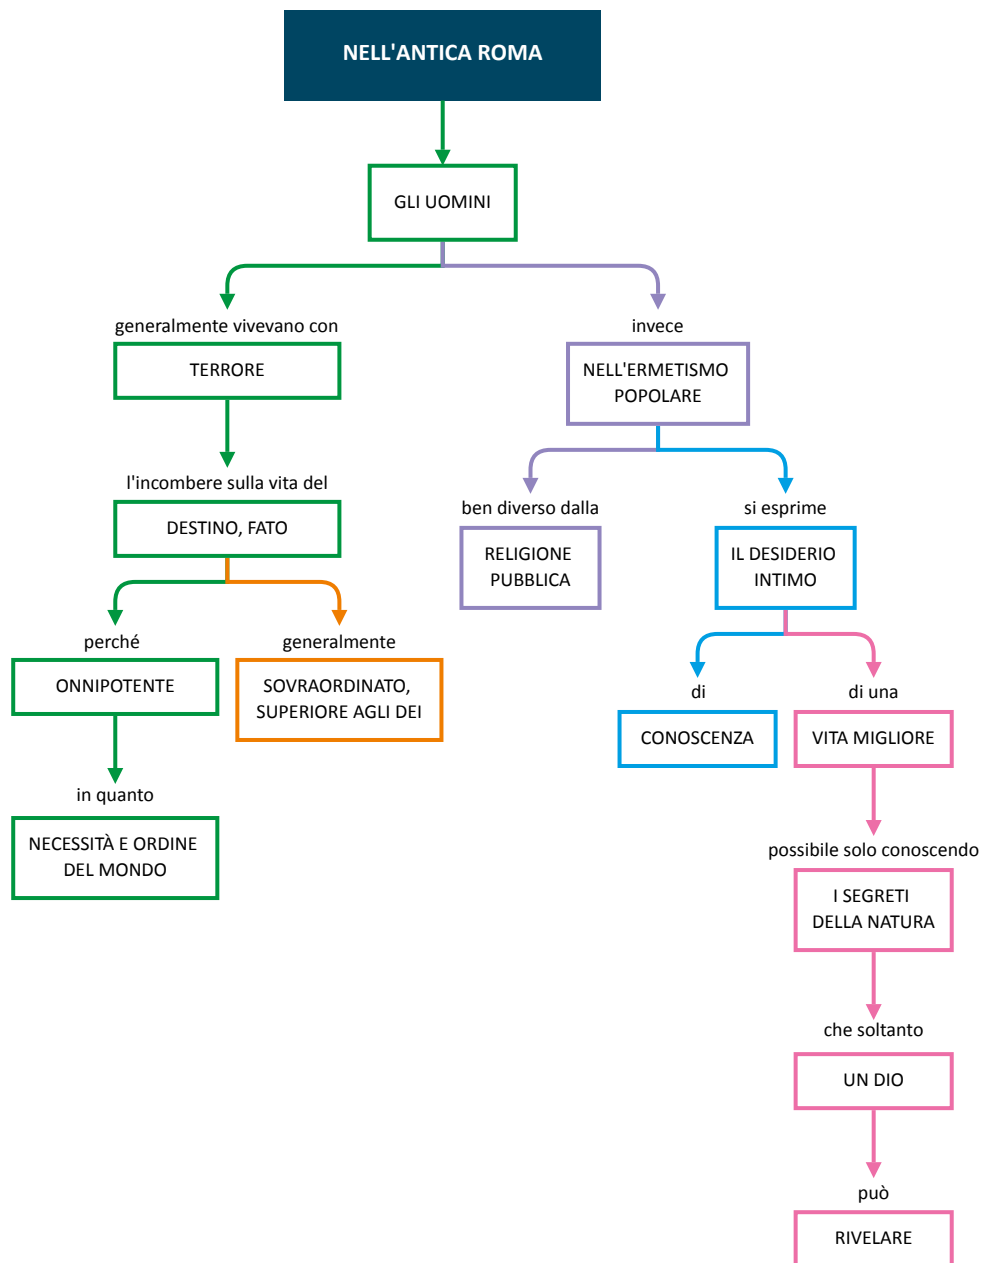 NELL'ANTICA ROMA
GLI UOMINI
generalmente vivevano con
TERRORE
l'incombere sulla vita del
DESTINO, FATO
perché
ONNIPOTENTE
in quanto
NECESSITÀ E ORDINE
DEL MONDO
generalmente
SOVRAORDINATO,
SUPERIORE AGLI DEI
invece
NELL'ERMETISMO
POPOLARE
ben diverso dalla
RELIGIONE
PUBBLICA
si esprime
IL DESIDERIO
INTIMO
di
CONOSCENZA
di una
VITA MIGLIORE
possibile solo conoscendo
I SEGRETI
DELLA NATURA
che soltanto
UN DIO
può
RIVELARE